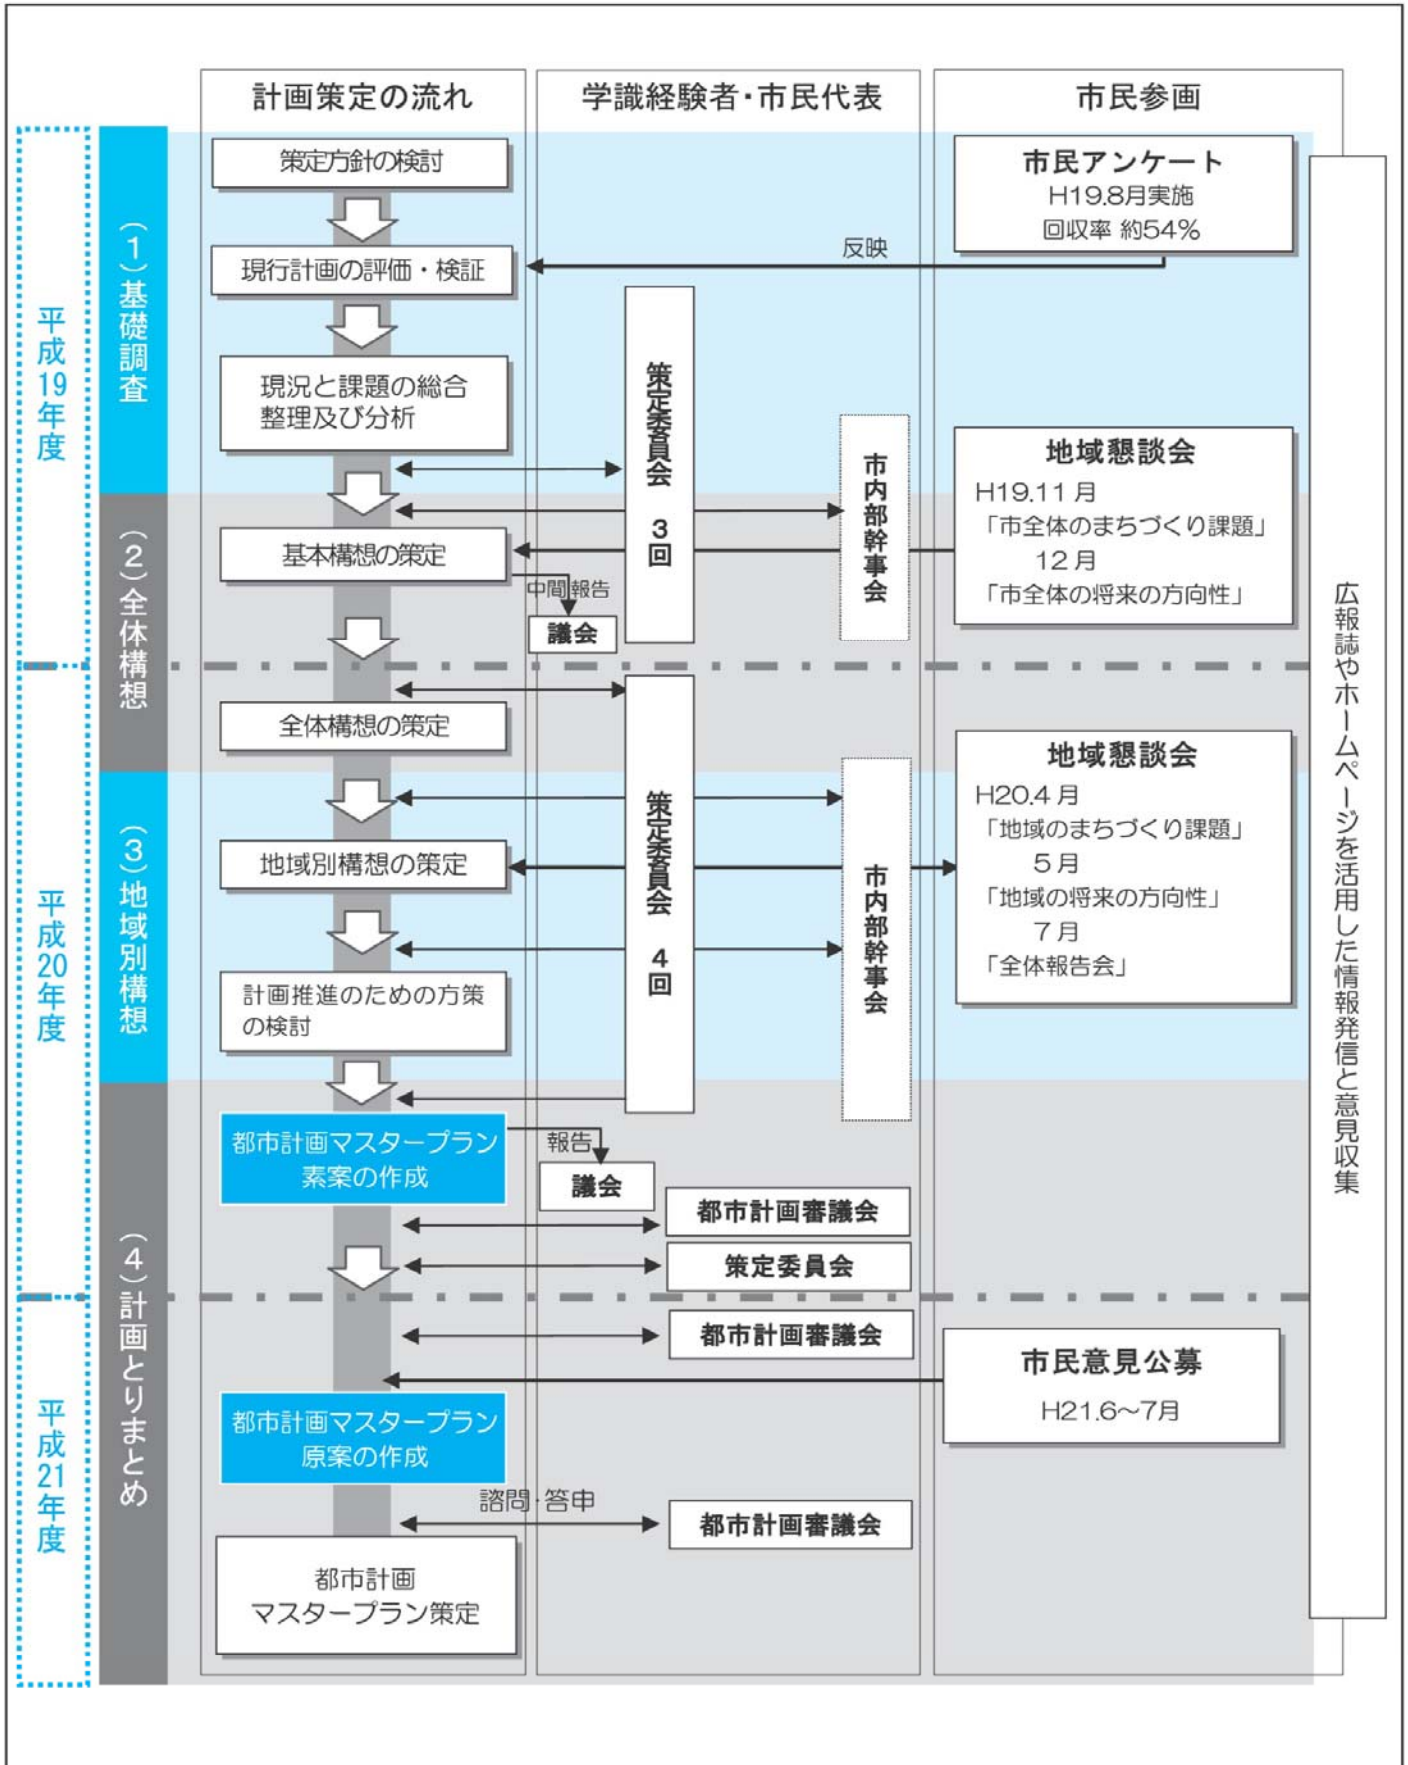 計画策定の流れ
学識経験者・市民代表
市民参画
平成19年度
(1)基礎調査
策定方針の検討
市民アンケート
H19.8月実施
回収率 約54%
反映
現行計画の評価・検証
現況と課題の総合
整理及び分析
策定委員会 3回
市内部幹事会
地域懇談会
H19.11月
「市全体のまちづくり課題」
12月
「市全体の将来の方向性」
(2)全体構想
基本構想の策定
中間報告
議会
平成20年度
全体構想の策定
(3)地域別構想
地域別構想の策定
策定委員会 4回
市内部幹事会
地域懇談会
H20.4月
「地域のまちづくり課題」
5月
「地域の将来の方向性」
7月
「全体報告会」
計画推進のための方策
の検討
(4)計画とりまとめ
都市計画マスタープラン
素案の作成
報告
議会
都市計画審議会
策定委員会
平成21年度
都市計画審議会
市民意見公募
H21.6～7月
都市計画マスタープラン
原案の作成
諮問・答申
都市計画審議会
都市計画
マスタープラン策定
広報誌やホームページを活用した情報発信と意見収集